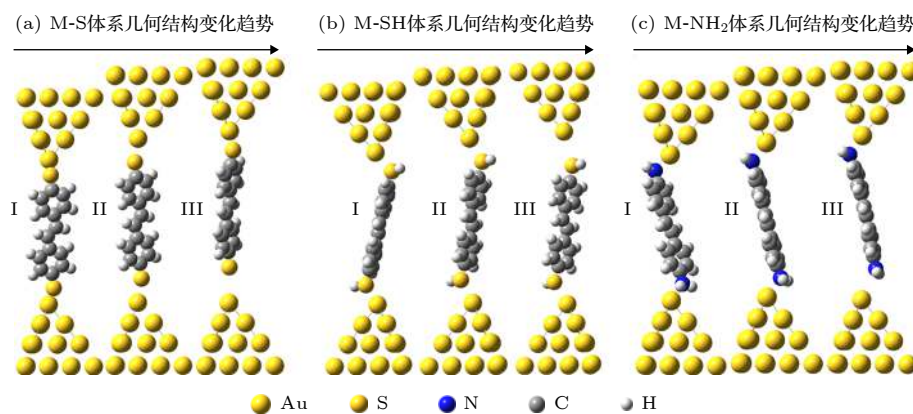 (a) M-S体系几何结构变化趋势
(b) M-SH体系几何结构变化趋势
(c) M-NH₂体系几何结构变化趋势
I
II
III
I
II
III
I
II
III
Au
S
N
C
H